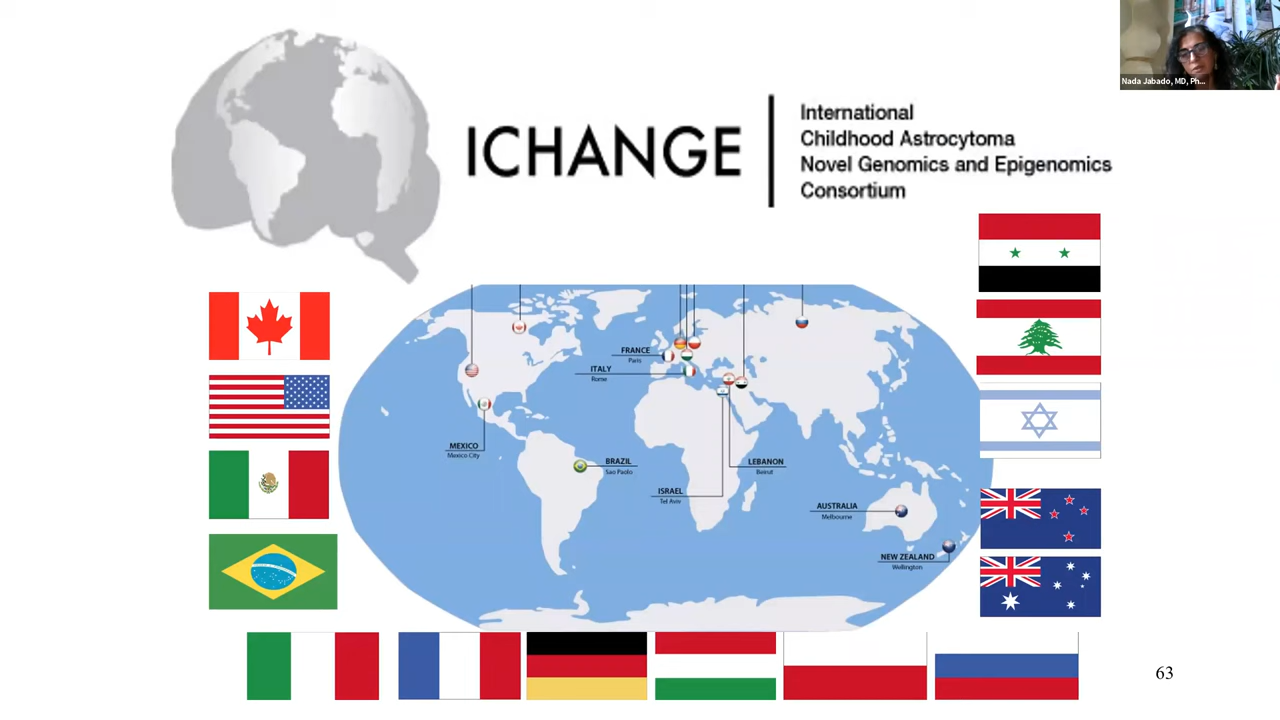 Nada Jabado, MD, Ph...
ICHANGE
International
Childhood Astrocytoma
Novel Genomics and Epigenomics
Consortium
FRANCE
Paris
ITALY
Rome
MEXICO
Mexico City
BRAZIL
Sao Paolo
LEBANON
Beirut
ISRAEL
Tel Aviv
AUSTRALIA
Melbourne
NEW ZEALAND
Wellington
63